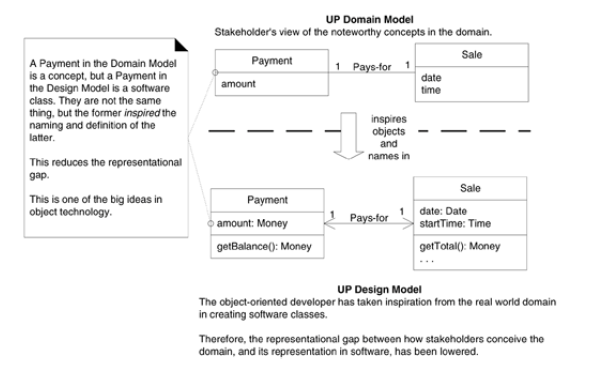 UP Domain Model
Stakeholder's view of the noteworthy concepts in the domain.
A Payment in the Domain Model
is a concept, but a Payment in
the Design Model is a software
class. They are not the same
thing, but the former inspired the
naming and definition of the
latter.
This reduces the representational
gap.
This is one of the big ideas in
object technology.
Payment
amount
1 Pays-for 1
Sale
date
time
inspires
objects
and
names in
Payment
amount: Money
getBalance(): Money
1 Pays-for 1
Sale
date: Date
startTime: Time
getTotal(): Money
. . .
UP Design Model
The object-oriented developer has taken inspiration from the real world domain
in creating software classes.
Therefore, the representational gap between how stakeholders conceive the
domain, and its representation in software, has been lowered.